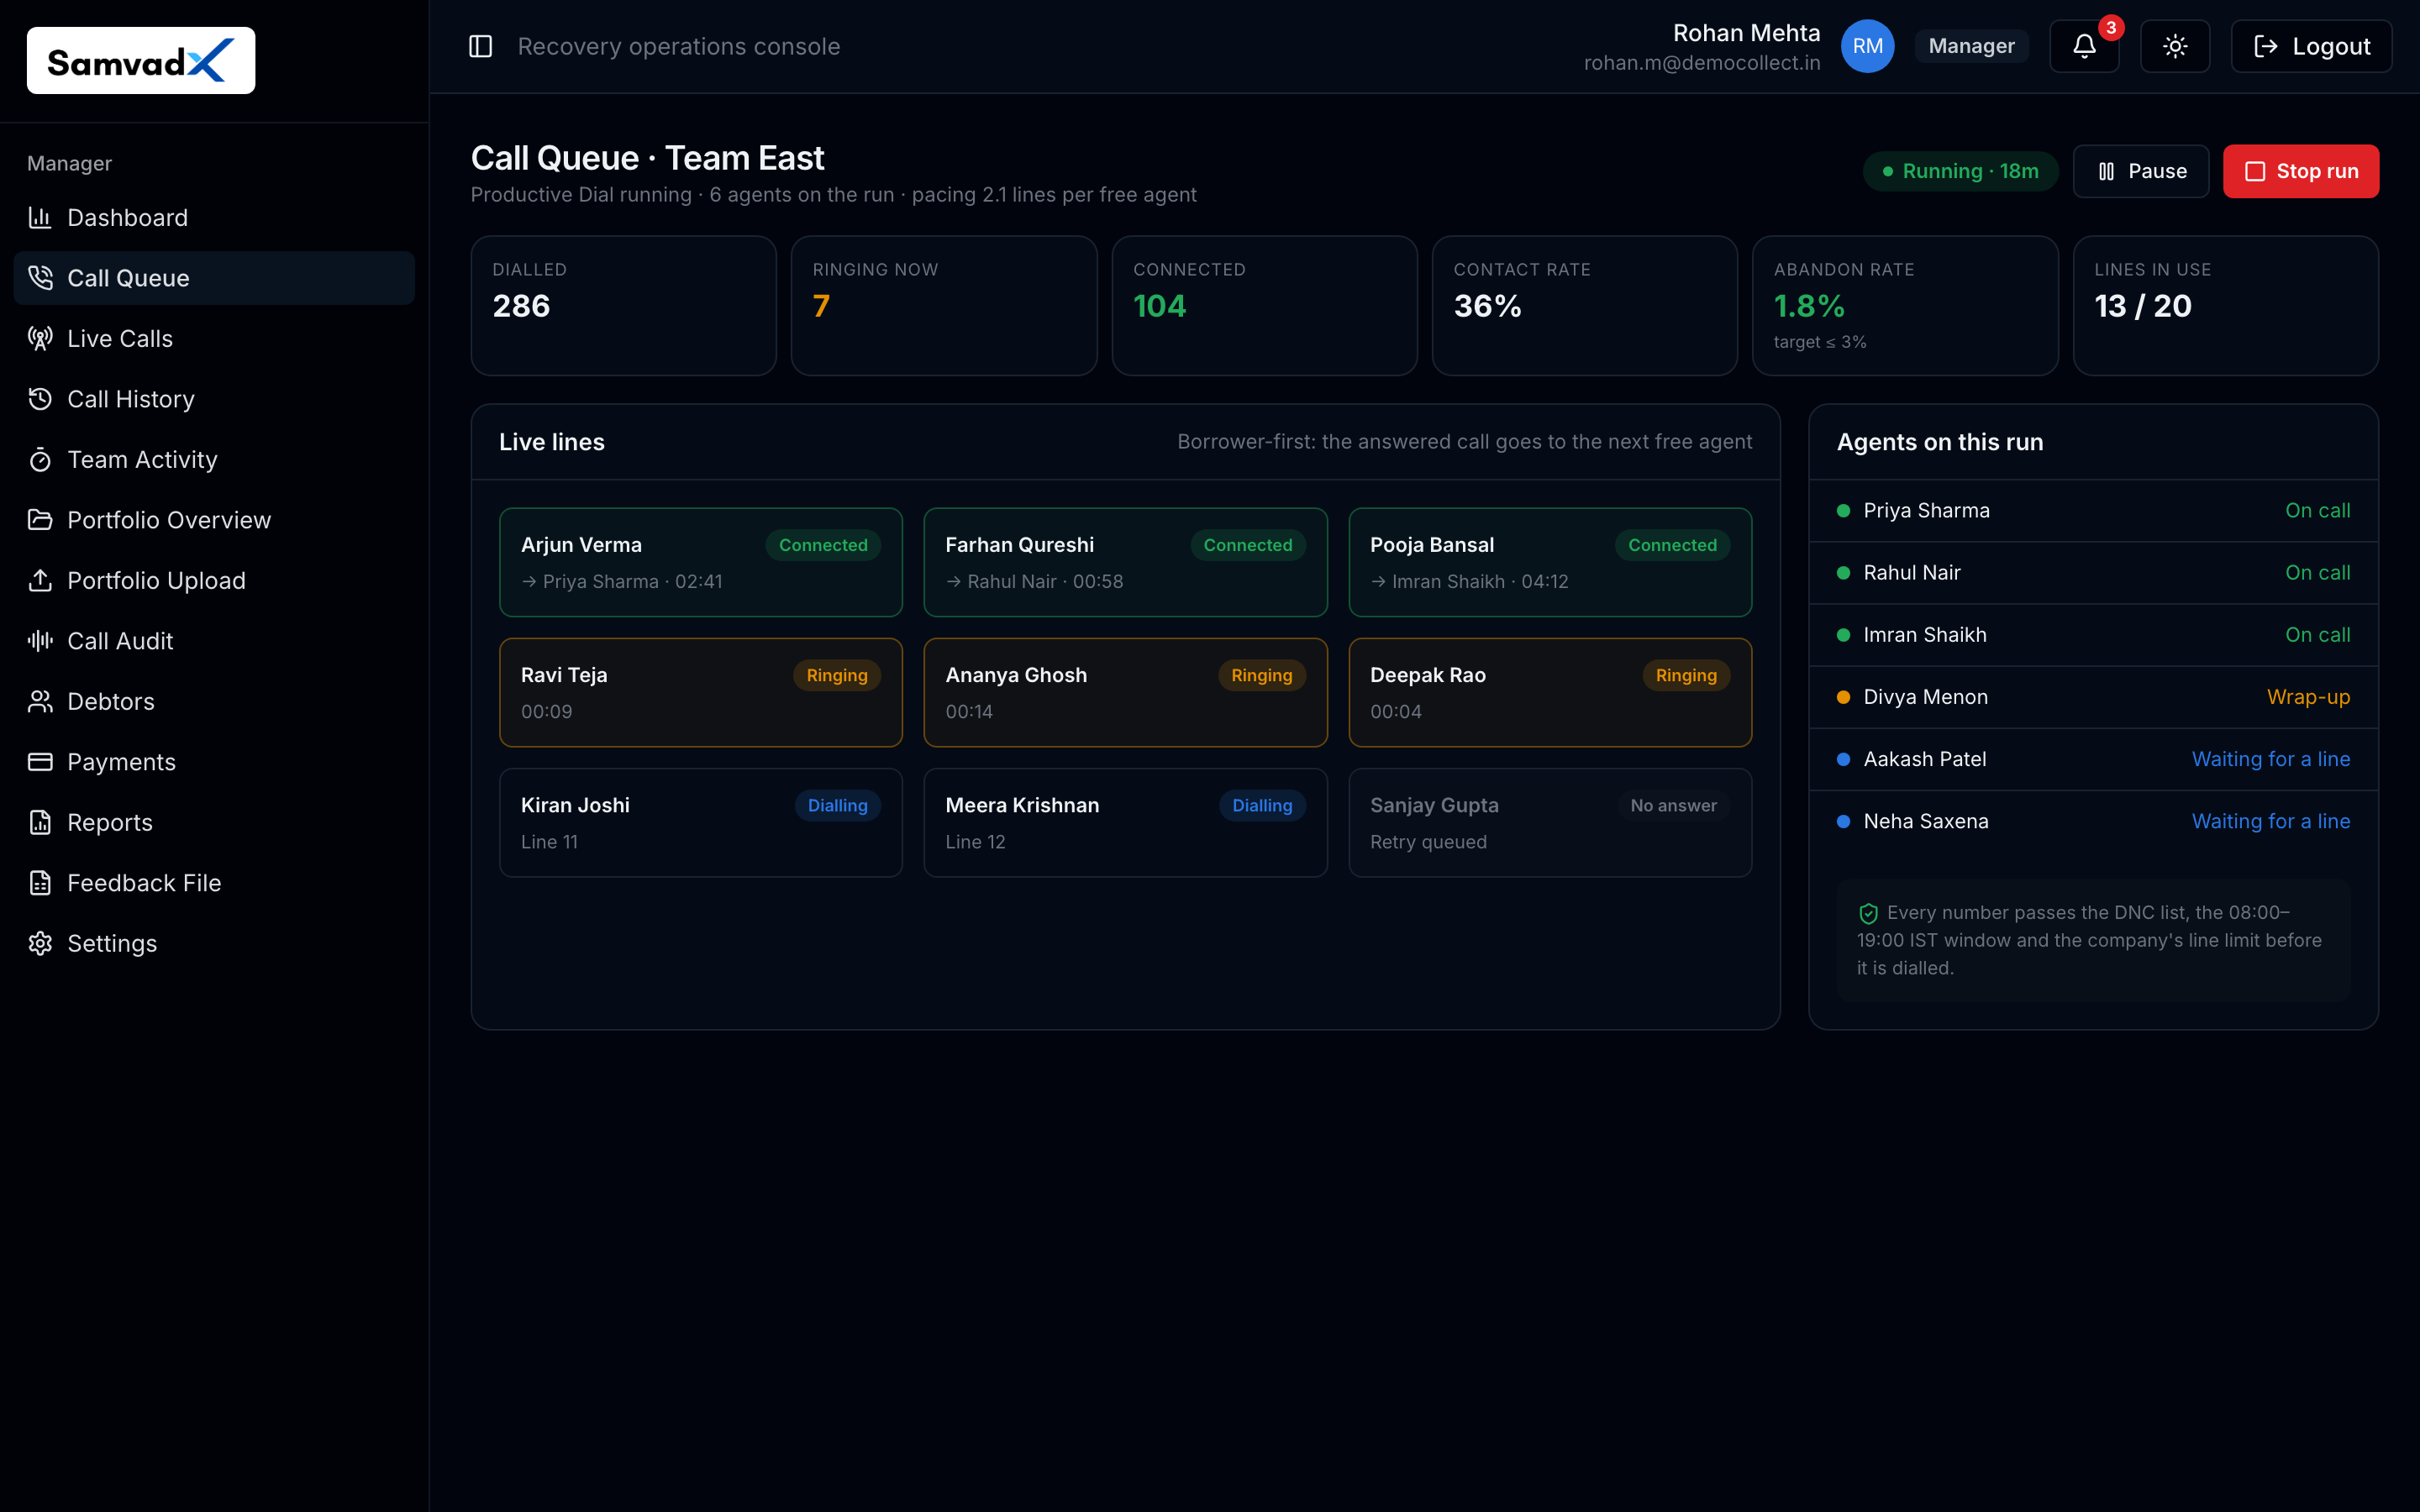 SamvadX
Manager
Dashboard
Call Queue
Live Calls
Call History
Team Activity
Portfolio Overview
Portfolio Upload
Call Audit
Debtors
Payments
Reports
Feedback File
Settings
Recovery operations console
Rohan Mehta
rohan.m@democollect.in
RM
Manager
3
Logout
Call Queue · Team East
Productive Dial running · 6 agents on the run · pacing 2.1 lines per free agent
Running · 18m
Pause
Stop run
DIALLED
286
RINGING NOW
7
CONNECTED
104
CONTACT RATE
36%
ABANDON RATE
1.8%
target ≤ 3%
LINES IN USE
13 / 20
Live lines
Borrower-first: the answered call goes to the next free agent
Arjun Verma
Connected
→ Priya Sharma · 02:41
Farhan Qureshi
Connected
→ Rahul Nair · 00:58
Pooja Bansal
Connected
→ Imran Shaikh · 04:12
Ravi Teja
Ringing
00:09
Ananya Ghosh
Ringing
00:14
Deepak Rao
Ringing
00:04
Kiran Joshi
Dialling
Line 11
Meera Krishnan
Dialling
Line 12
Sanjay Gupta
No answer
Retry queued
Agents on this run
Priya Sharma
On call
Rahul Nair
On call
Imran Shaikh
On call
Divya Menon
Wrap-up
Aakash Patel
Waiting for a line
Neha Saxena
Waiting for a line
Every number passes the DNC list, the 08:00–
19:00 IST window and the company's line limit before
it is dialled.